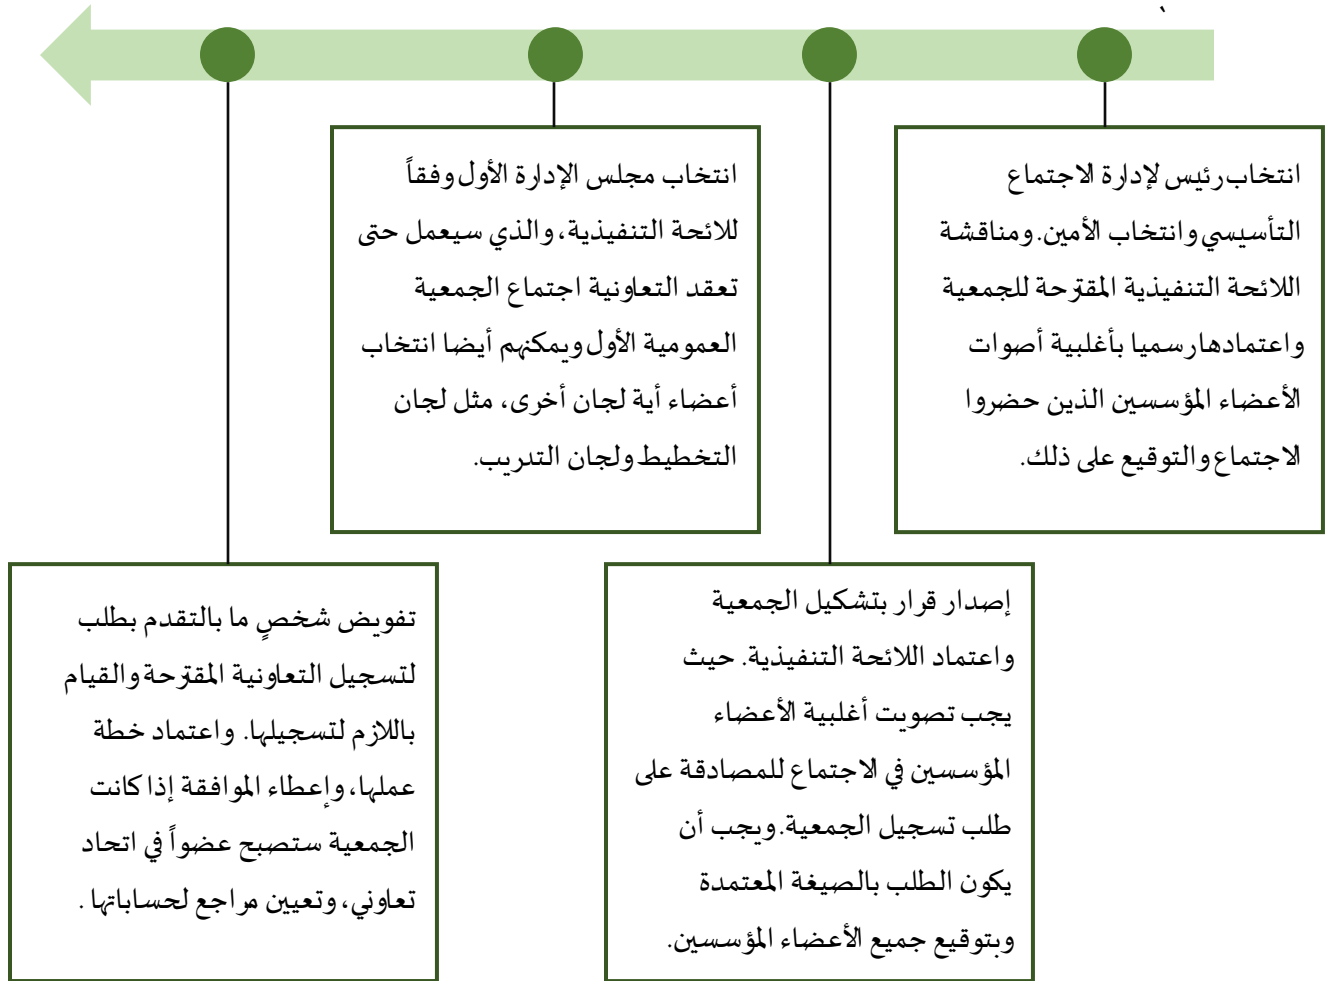 انتخاب رئيس لإدارة الاجتماع
التأسيسي وانتخاب الأمين. ومناقشة
اللائحة التنفيذية المقترحة للجمعية
واعتمادها رسميا بأغلبية أصوات
الأعضاء المؤسسين الذين حضروا
الاجتماع والتوقيع على ذلك.
إصدار قرار بتشكيل الجمعية
واعتماد اللائحة التنفيذية. حيث
يجب تصويت أغلبية الأعضاء
المؤسسين في الاجتماع للمصادقة على
طلب تسجيل الجمعية. ويجب أن
يكون الطلب بالصيغة المعتمدة
وبتوقيع جميع الأعضاء المؤسسين.
انتخاب مجلس الإدارة الأول وفقاً
للائحة التنفيذية، والذي سيعمل حتى
تعقد التعاونية اجتماع الجمعية
العمومية الأول ويمكنهم أيضا انتخاب
أعضاء أية لجان أخرى، مثل لجان
التخطيط ولجان التدريب.
تفويض شخصٍ ما بالتقدم بطلب
لتسجيل التعاونية المقترحة والقيام
باللازم لتسجيلها. واعتماد خطة
عملها، وإعطاء الموافقة إذا كانت
الجمعية ستصبح عضواً في اتحاد
تعاوني، وتعيين مراجع لحساباتها .